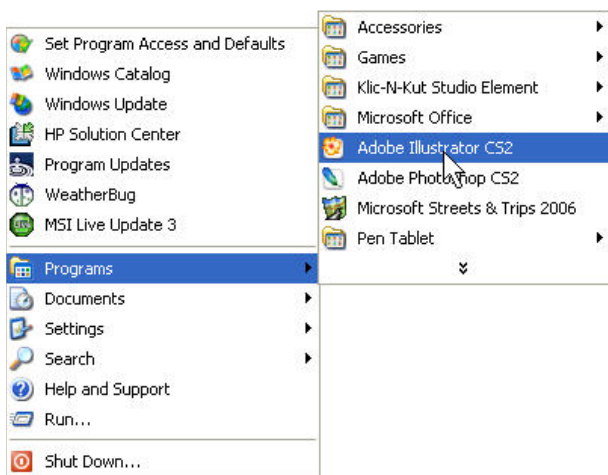 Set Program Access and Defaults
Windows Catalog
Windows Update
HP Solution Center
Program Updates
WeatherBug
MSI Live Update 3
Programs
Documents
Settings
Search
Help and Support
Run...
Shut Down...
Accessories
Games
Klic-N-Kut Studio Element
Microsoft Office
Adobe Illustrator CS2
Adobe Photoshop CS2
Microsoft Streets & Trips 2006
Pen Tablet